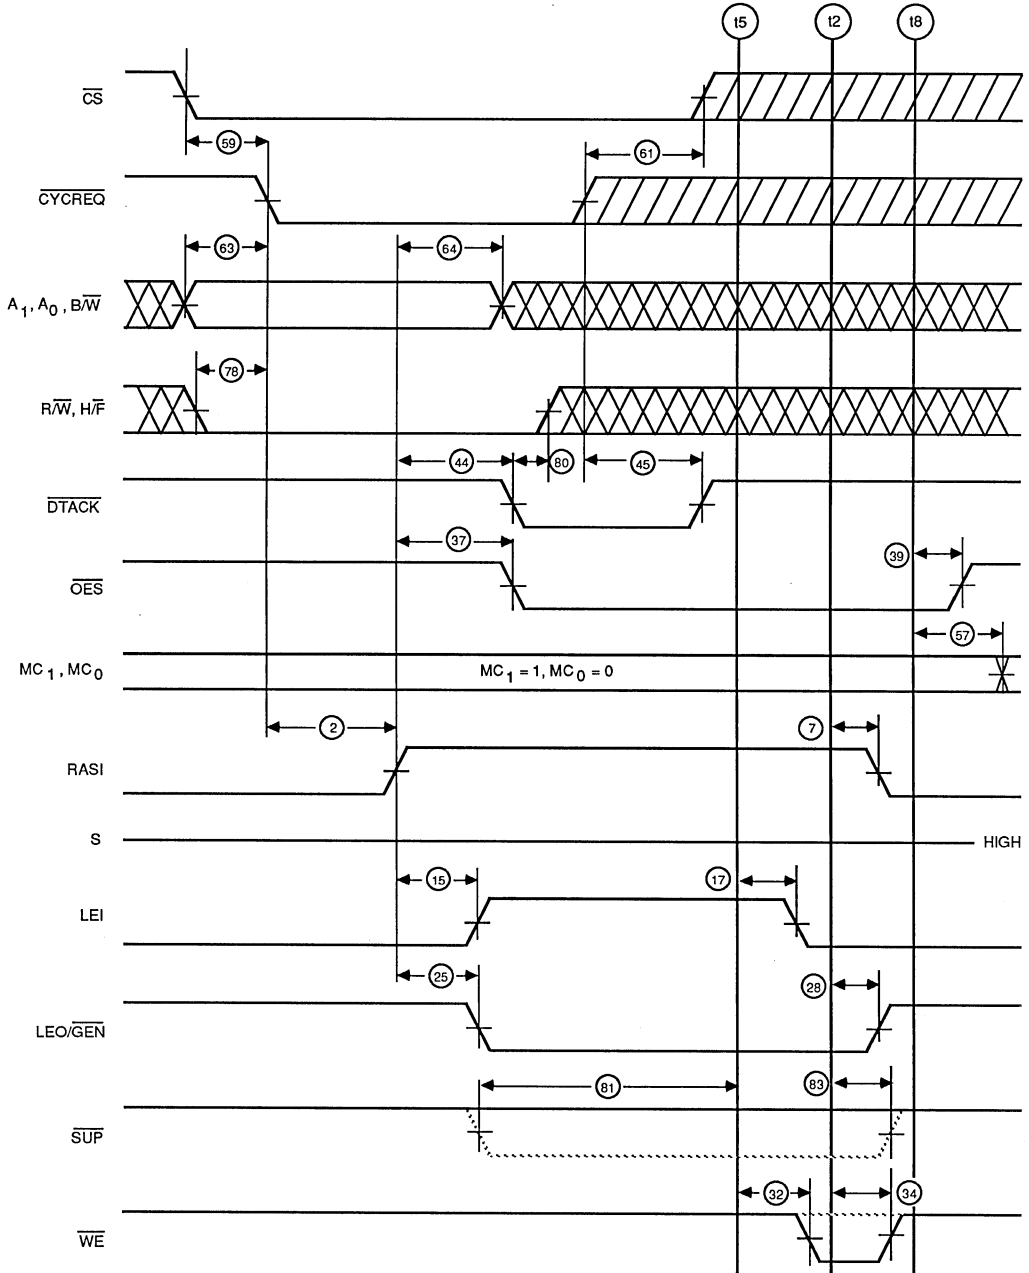 t5 t2 t8
CS
59 61
CYCREQ
63 64
A1, A0, B/W
78
R/W, H/F
44 80 45
DTACK
37 39
OES
57
MC1, MC0 MC1 = 1, MC0 = 0
2 7
RASI
S HIGH
15 17
LEI
25 28
LEO/GEN
81 83
SUP
32 34
WE